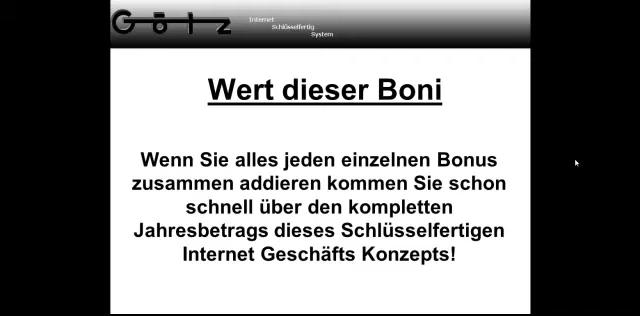 Götz
Internet
Schlüsselfertig
System
Wert dieser Boni
Wenn Sie alles jeden einzelnen Bonus
zusammen addieren kommen Sie schon
schnell über den kompletten
Jahresbetrags dieses Schlüsselfertigen
Internet Geschäfts Konzepts!